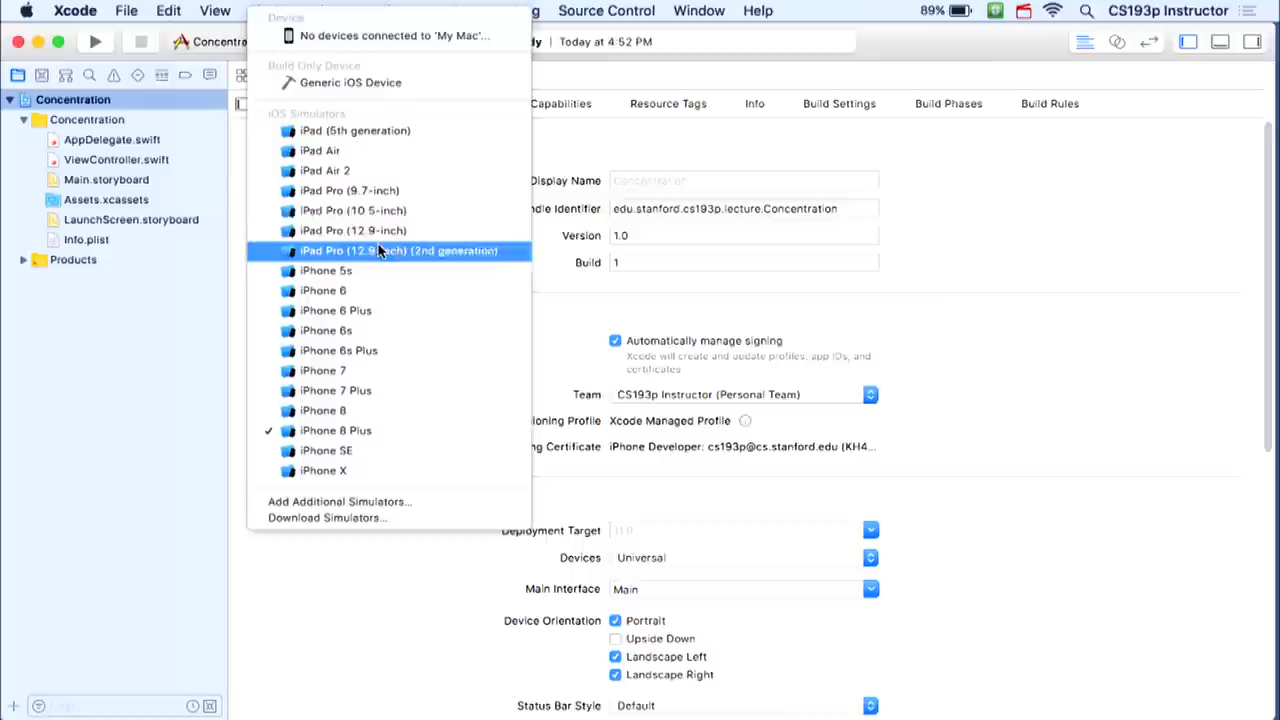 Xcode File Edit View Source Control Window Help 89% CS193p Instructor
Concentra
Today at 4:52 PM
Device
No devices connected to 'My Mac'...
Build Only Device
Generic iOS Device
iOS Simulators
iPad (5th generation)
iPad Air
iPad Air 2
iPad Pro (9.7-inch)
iPad Pro (10.5-inch)
iPad Pro (12.9-inch)
iPad Pro (12.9-inch) (2nd generation)
iPhone 5s
iPhone 6
iPhone 6 Plus
iPhone 6s
iPhone 6s Plus
iPhone 7
iPhone 7 Plus
iPhone 8
iPhone 8 Plus
iPhone SE
iPhone X
Add Additional Simulators...
Download Simulators...
Concentration
Concentration
AppDelegate.swift
ViewController.swift
Main.storyboard
Assets.xcassets
LaunchScreen.storyboard
Info.plist
Products
Filter
Capabilities Resource Tags Info Build Settings Build Phases Build Rules
Display Name Concentration
ndle Identifier edu.stanford.cs193p.lecture.Concentration
Version 1.0
Build 1
Automatically manage signing
Xcode will create and update profiles, app IDs, and
certificates
Team CS193p Instructor (Personal Team)
ioning Profile Xcode Managed Profile
ng Certificate iPhone Developer: cs193p@cs.stanford.edu (KH4...
Deployment Target 11.0
Devices Universal
Main Interface Main
Device Orientation Portrait
Upside Down
Landscape Left
Landscape Right
Status Bar Style Default